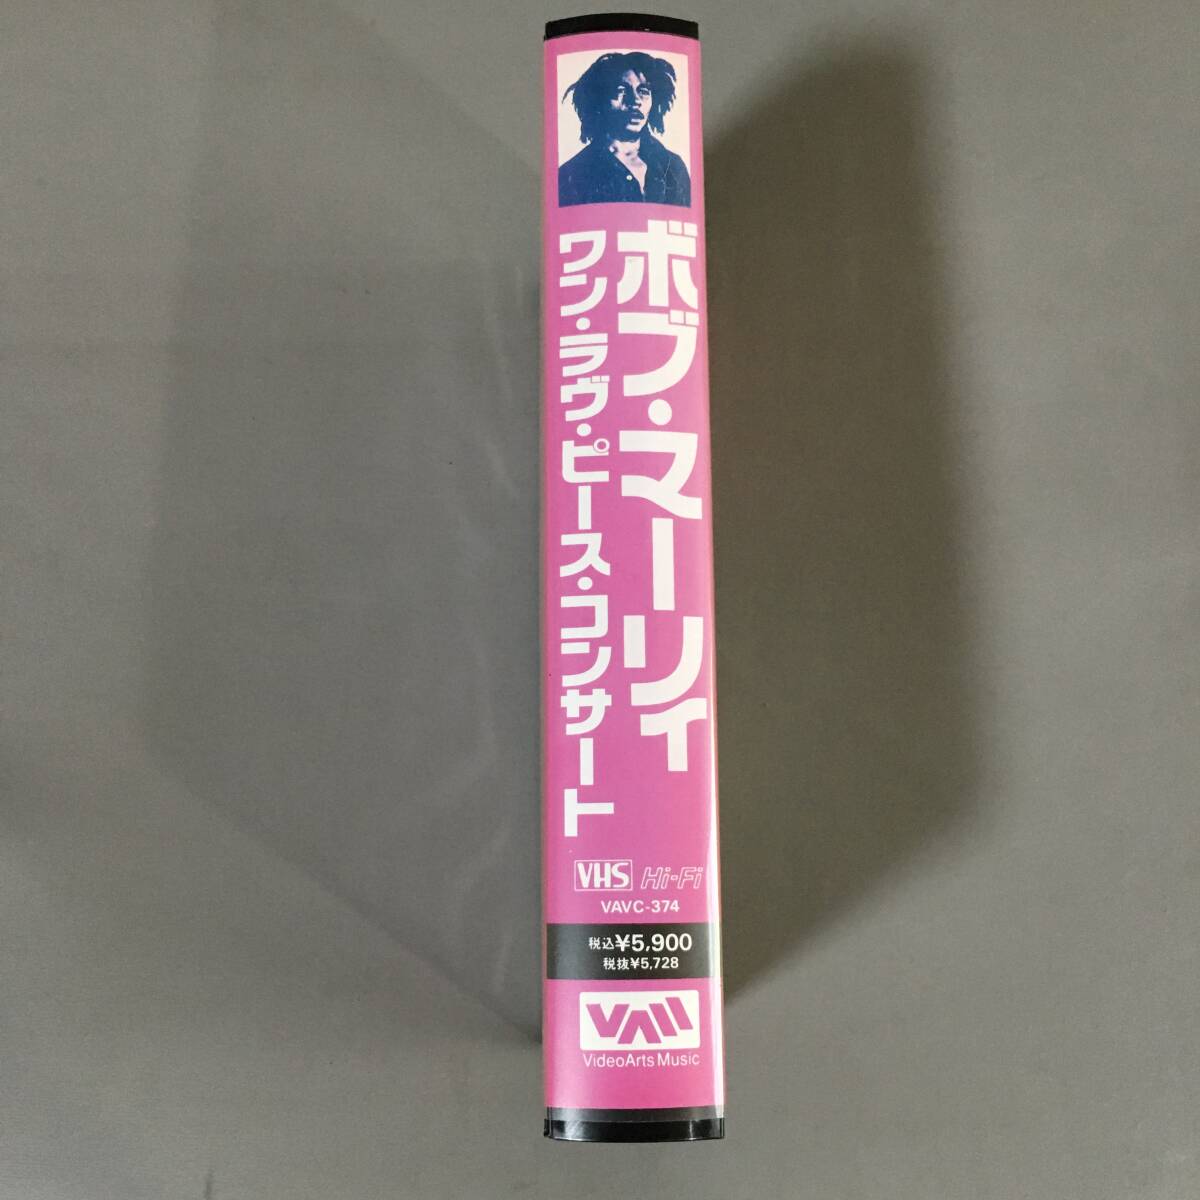 ボブ・マーリィ
ワン・ラヴ・ピース・コンサート
VHS Hi-Fi
VAVC-374
税込¥5,900
税抜¥5,728
VAM
VideoArts Music